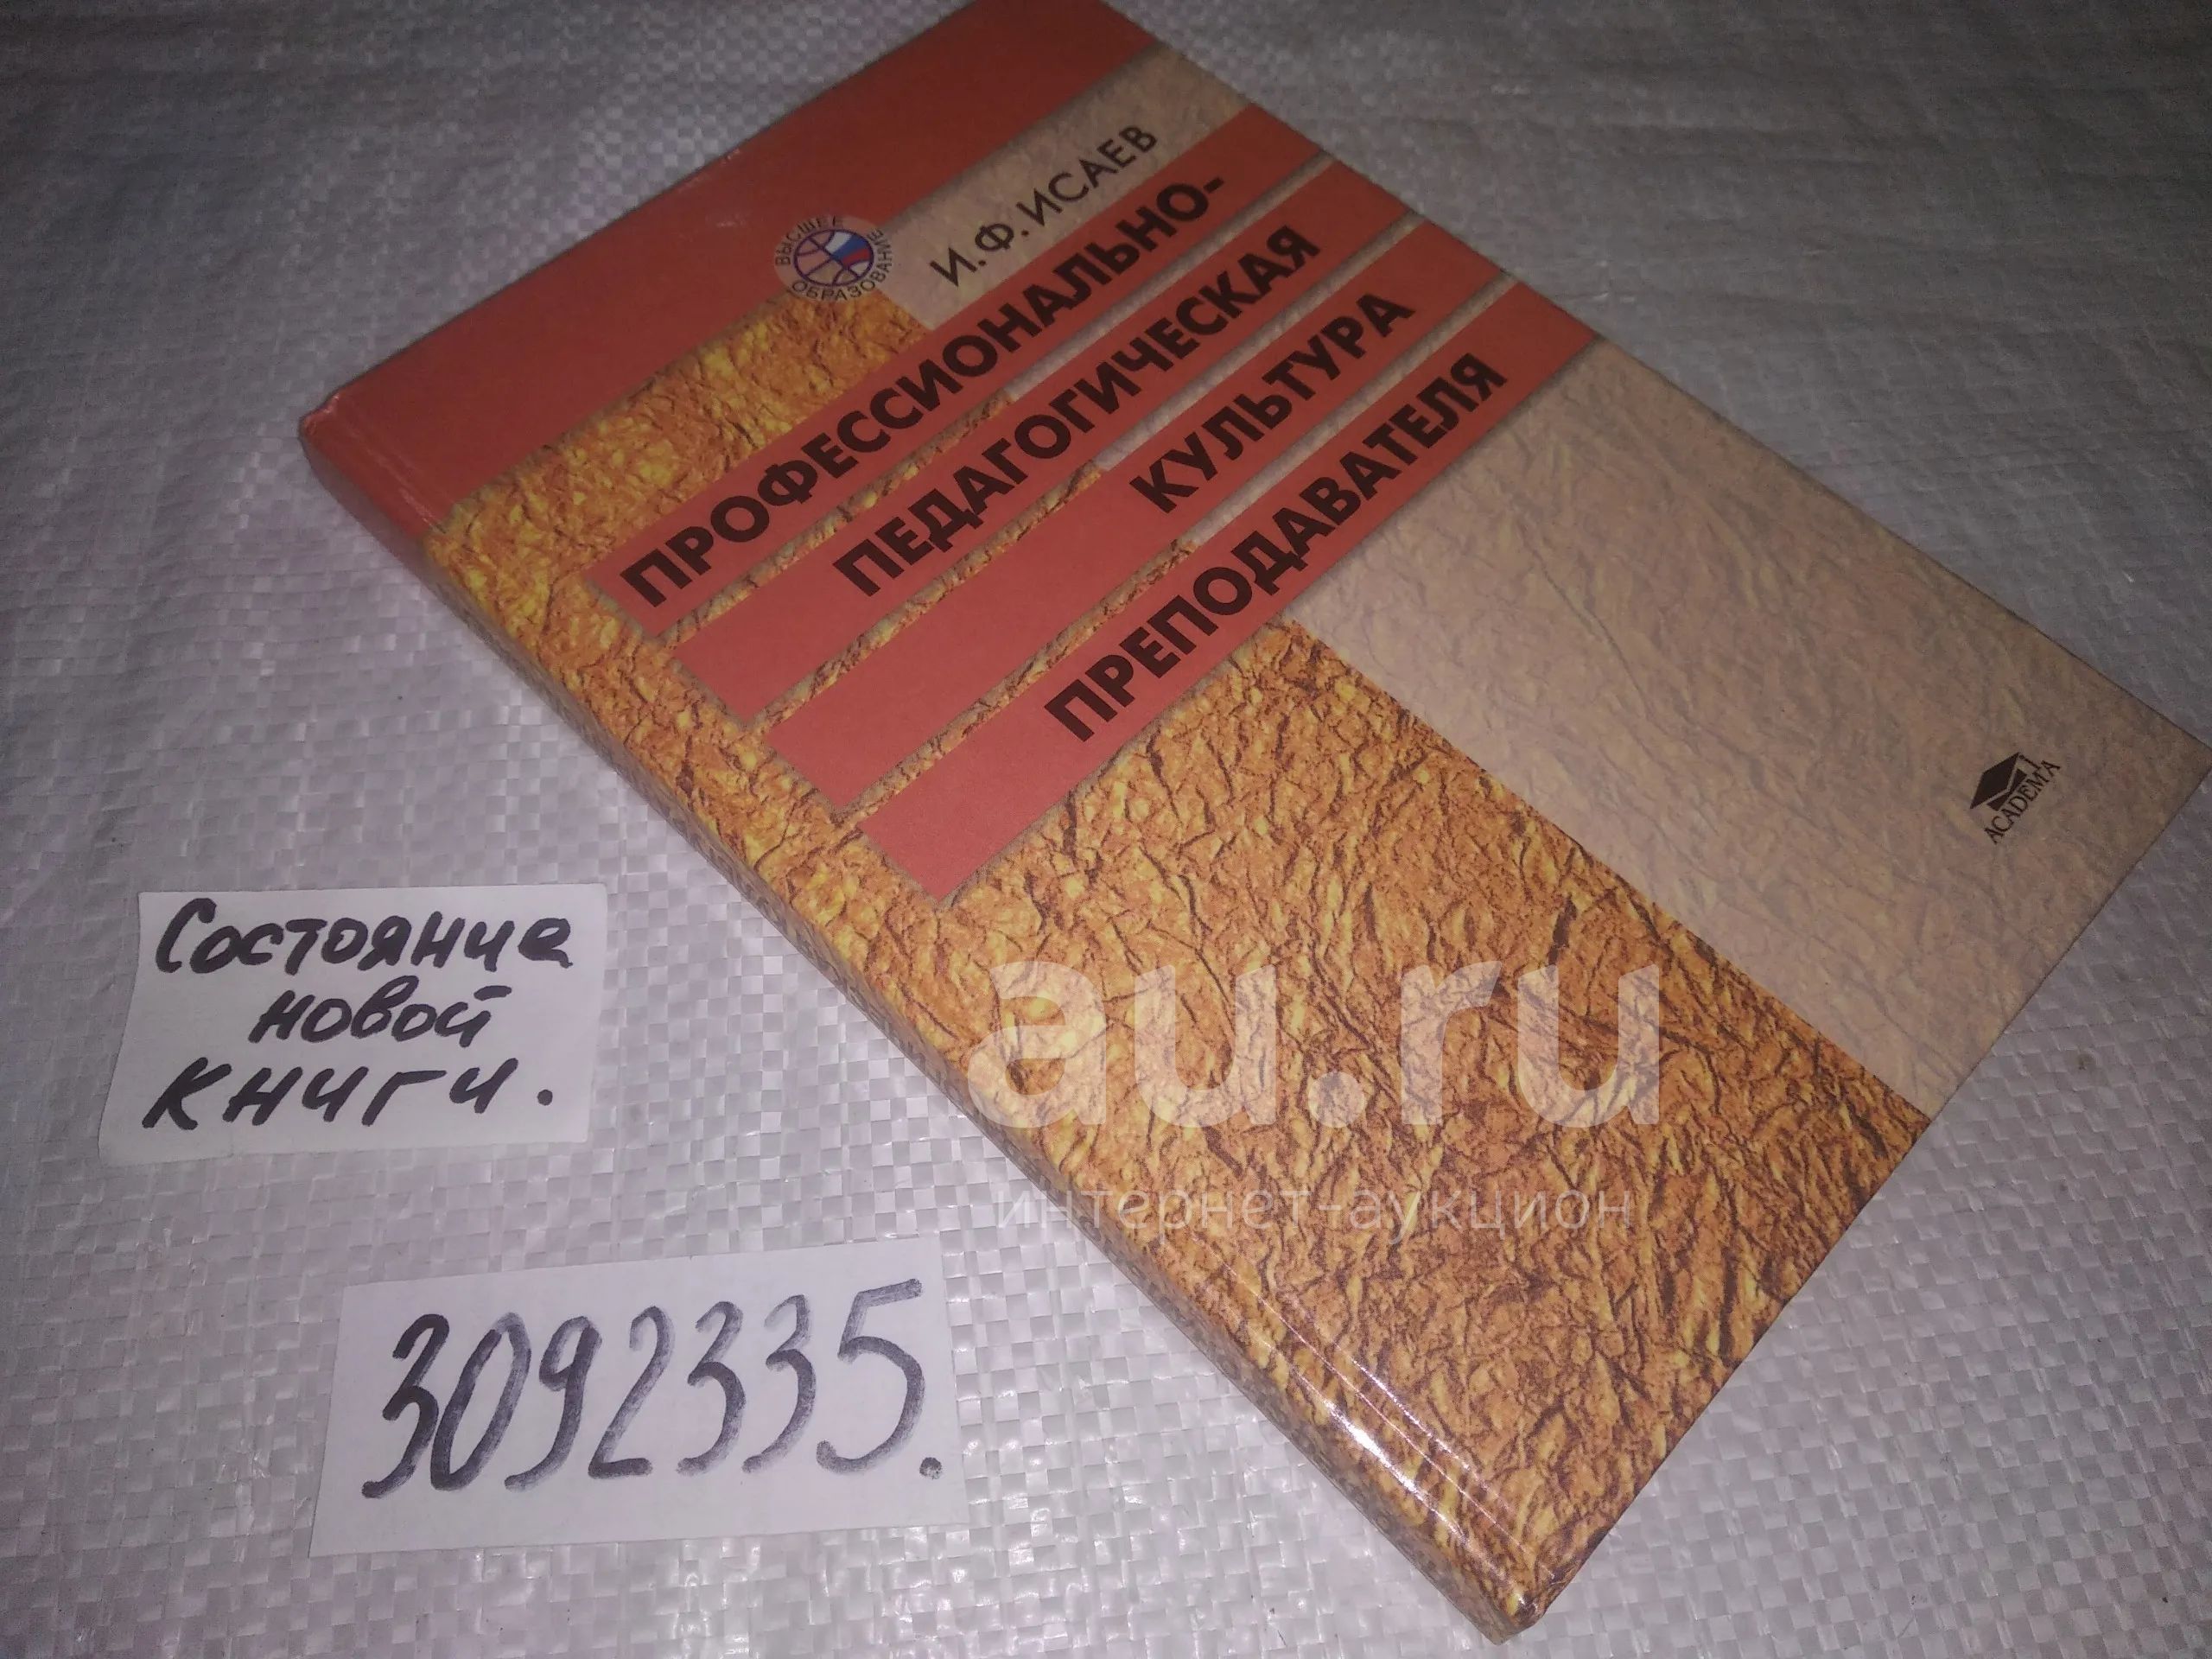 И.Ф. ИСАЕВ
ВЫСШЕЕ
ОБРАЗОВАНИЕ
ПРОФЕССИОНАЛЬНО-
ПЕДАГОГИЧЕСКАЯ
КУЛЬТУРА
ПРЕПОДАВАТЕЛЯ
ACADEMA
Состояние
новой
книги.
au.ru
интернет-аукцион
3092335.